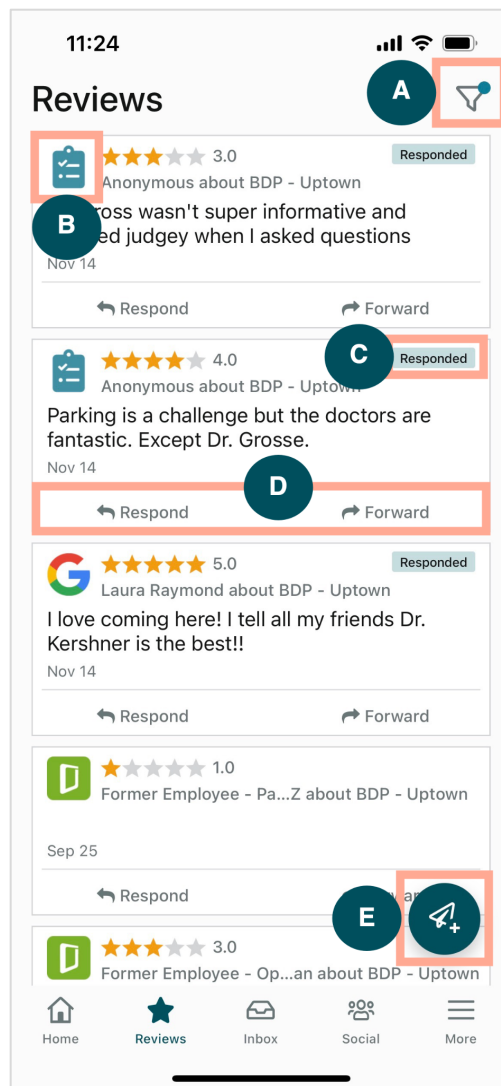 11:24
Reviews
A
3.0
Responded
Anonymous about BDP - Uptown
B
ross wasn't super informative and
ed judgey when I asked questions
Nov 14
Respond
Forward
4.0
C
Responded
Anonymous about BDP - Uptown
Parking is a challenge but the doctors are
fantastic. Except Dr. Grosse.
Nov 14
D
Respond
Forward
5.0
Responded
Laura Raymond about BDP - Uptown
I love coming here! I tell all my friends Dr.
Kershner is the best!!
Nov 14
Respond
Forward
1.0
Former Employee - Pa...Z about BDP - Uptown
Sep 25
Respond
E
3.0
Former Employee - Op...an about BDP - Uptown
Home
Reviews
Inbox
Social
More